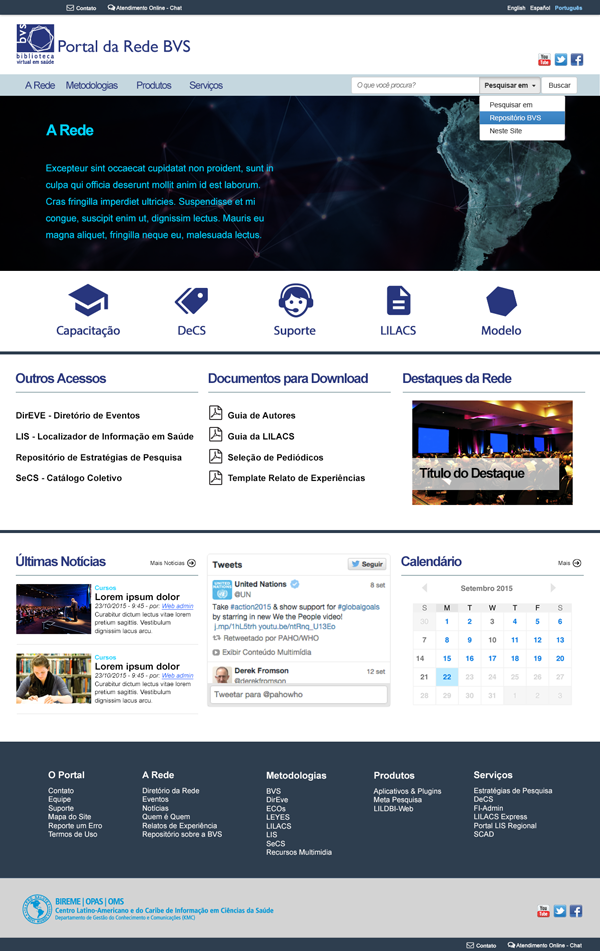 Contato
Atendimento Online - Chat
English Español Português
BVS
biblioteca
virtual em saúde
Portal da Rede BVS
You Tube
A Rede Metodologias Produtos Serviços
O que você procura?
Pesquisar em
Buscar
Pesquisar em
Repositório BVS
Neste Site
A Rede
Excepteur sint occaecat cupidatat non proident, sunt in
culpa qui officia deserunt mollit anim id est laborum.
Cras fringilla imperdiet ultricies. Suspendisse et mi
congue, suscipit enim ut, dignissim lectus. Mauris eu
magna aliquet, fringilla neque eu, malesuada lectus.
Capacitação DeCS Suporte LILACS Modelo
Outros Acessos
DirEVE - Diretório de Eventos
LIS - Localizador de Informação em Saúde
Repositório de Estratégias de Pesquisa
SeCS - Catálogo Coletivo
Documentos para Download
Guia de Autores
Guia da LILACS
Seleção de Pediódicos
Template Relato de Experiências
Destaques da Rede
Título do Destaque
Últimas Notícias
Mais Notícias
Cursos
Lorem ipsum dolor
23/10/2015 - 9:45 - por: Web admin
Curabitur dictum lectus vitae lorem
pretium sagittis. Vestibulum
dignissim lacus arcu.
Cursos
Lorem ipsum dolor
23/10/2015 - 9:45 - por: Web admin
Curabitur dictum lectus vitae lorem
pretium sagittis. Vestibulum
dignissim lacus arcu.
Tweets
Seguir
United Nations
@UN
8 set
Take #action2015 & show support for #globalgoals
by starring in new We the People video!
j.mp/1hL5trh youtu.be/ntRnq_U13Eo
Retweetado por PAHO/WHO
Exibir Conteúdo Multimídia
Derek Fromson
12 set
@derekfromson
Tweetar para @pahowho
Calendário
Mais
Setembro 2015
S M T W T F S
30 1 2 3 4 5 6
7 8 9 10 11 12 13
14 15 16 17 18 19 20
21 22 23 24 25 26 27
28 29 30 31 1 2 3
O Portal
Contato
Equipe
Suporte
Mapa do Site
Reporte um Erro
Termos de Uso
A Rede
Diretório da Rede
Eventos
Notícias
Quem é Quem
Relatos de Experiência
Repositório sobre a BVS
Metodologias
BVS
DirEve
ECOs
LEYES
LILACS
LIS
SeCS
Recursos Multimidia
Produtos
Aplicativos & Plugins
Meta Pesquisa
LILDBI-Web
Serviços
Estratégias de Pesquisa
DeCS
FI-Admin
LILACS Express
Portal LIS Regional
SCAD
BIREME | OPAS | OMS
Centro Latino-Americano e do Caribe de Informação em Ciências da Saúde
Departamento de Gestão do Conhecimento e Comunicações (KMC)
You Tube
Contato
Atendimento Online - Chat